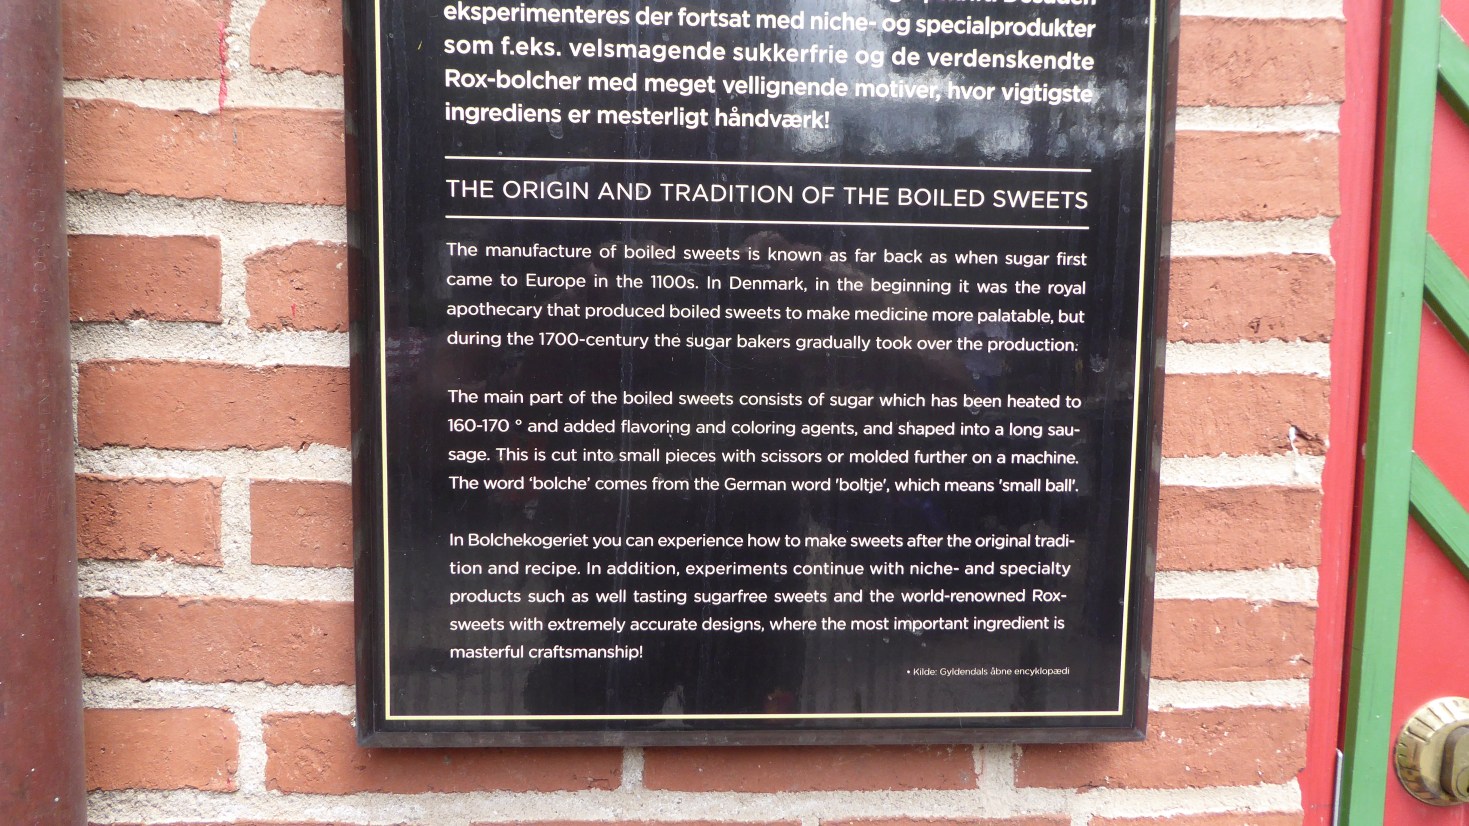 eksperimenteres der fortsat med niche- og specialprodukter
som f.eks. velsmagende sukkerfrie og de verdenskendte
Rox-bolcher med meget vellignende motiver, hvor vigtigste
ingrediens er mesterligt håndværk!
THE ORIGIN AND TRADITION OF THE BOILED SWEETS
The manufacture of boiled sweets is known as far back as when sugar first
came to Europe in the 1100s. In Denmark, in the beginning it was the royal
apothecary that produced boiled sweets to make medicine more palatable, but
during the 1700-century the sugar bakers gradually took over the production.
The main part of the boiled sweets consists of sugar which has been heated to
160-170 ° and added flavoring and coloring agents, and shaped into a long sau-
sage. This is cut into small pieces with scissors or molded further on a machine.
The word ‘bolche’ comes from the German word 'boltje', which means 'small ball'.
In Bolchekogeriet you can experience how to make sweets after the original tradi-
tion and recipe. In addition, experiments continue with niche- and specialty
products such as well tasting sugarfree sweets and the world-renowned Rox-
sweets with extremely accurate designs, where the most important ingredient is
masterful craftsmanship!
• Kilde: Gyldendals åbne encyklopædi